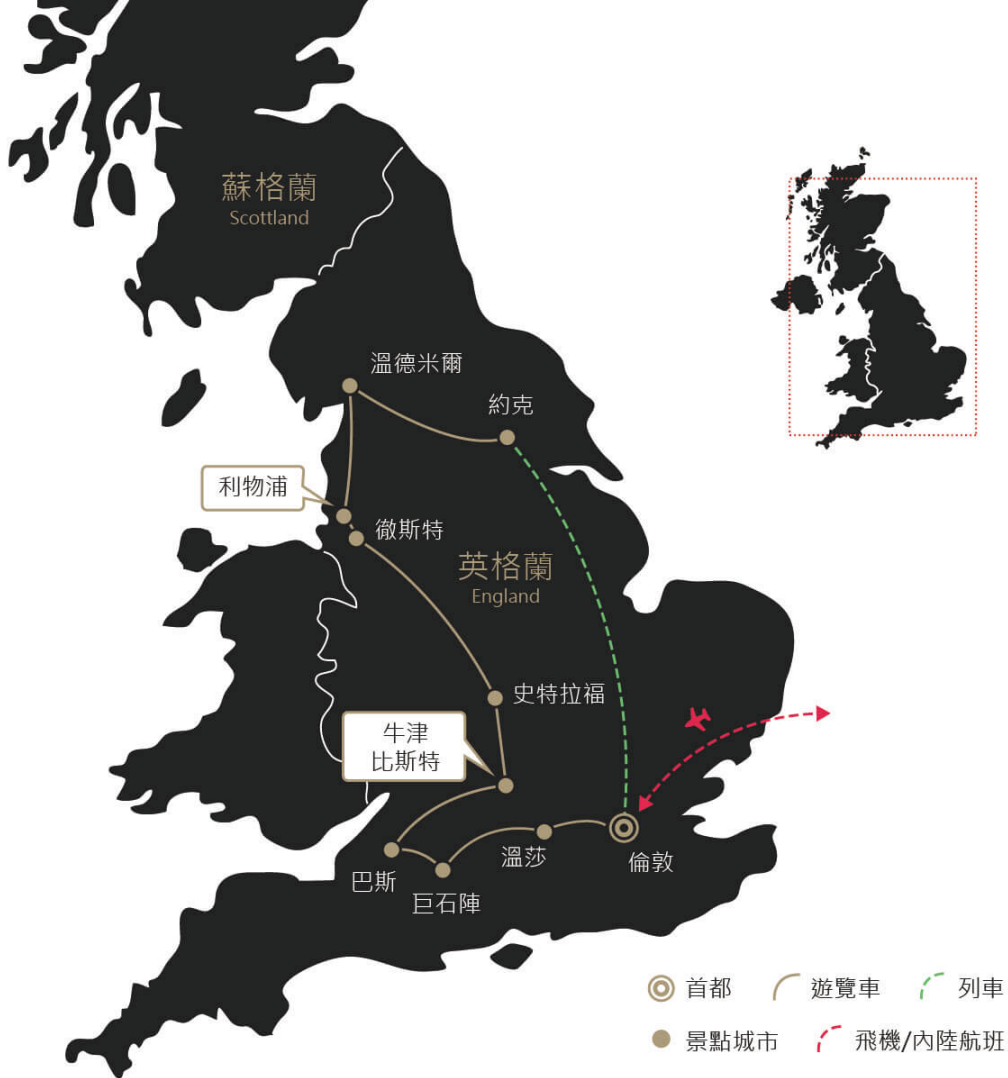 蘇格蘭
Scottland
溫德米爾
約克
利物浦
徹斯特
英格蘭
England
史特拉福
牛津
比斯特
溫莎
倫敦
巴斯
巨石陣
首都
遊覽車
列車
景點城市
飛機/內陸航班